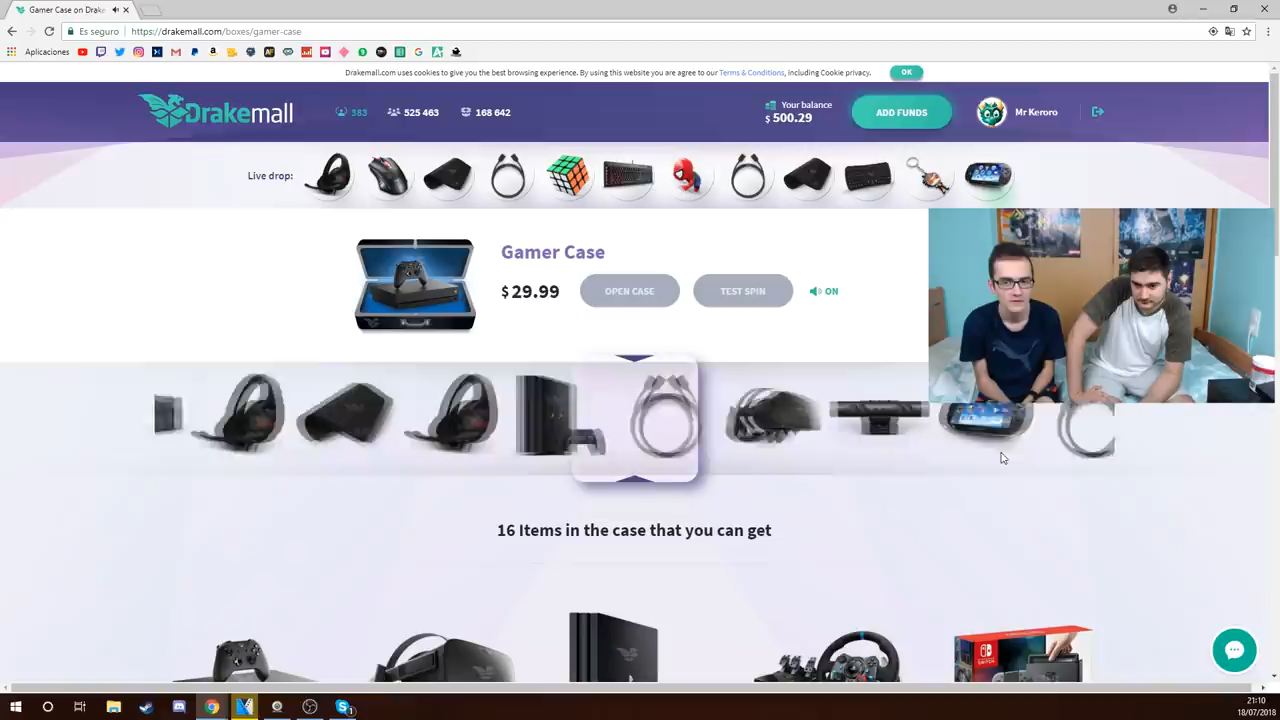 Gamer Case on Drake
Es seguro
https://drakemall.com/boxes/gamer-case
Aplicaciones
Drakemall.com uses cookies to give you the best browsing experience. By using this website you are agree to our Terms & Conditions, including Cookie privacy.
OK
Drakemall
383
525 463
168 642
Your balance
$ 500.29
ADD FUNDS
Mr Keroro
Live drop:
Gamer Case
$ 29.99
OPEN CASE
TEST SPIN
ON
16 Items in the case that you can get
21:10
18/07/2018